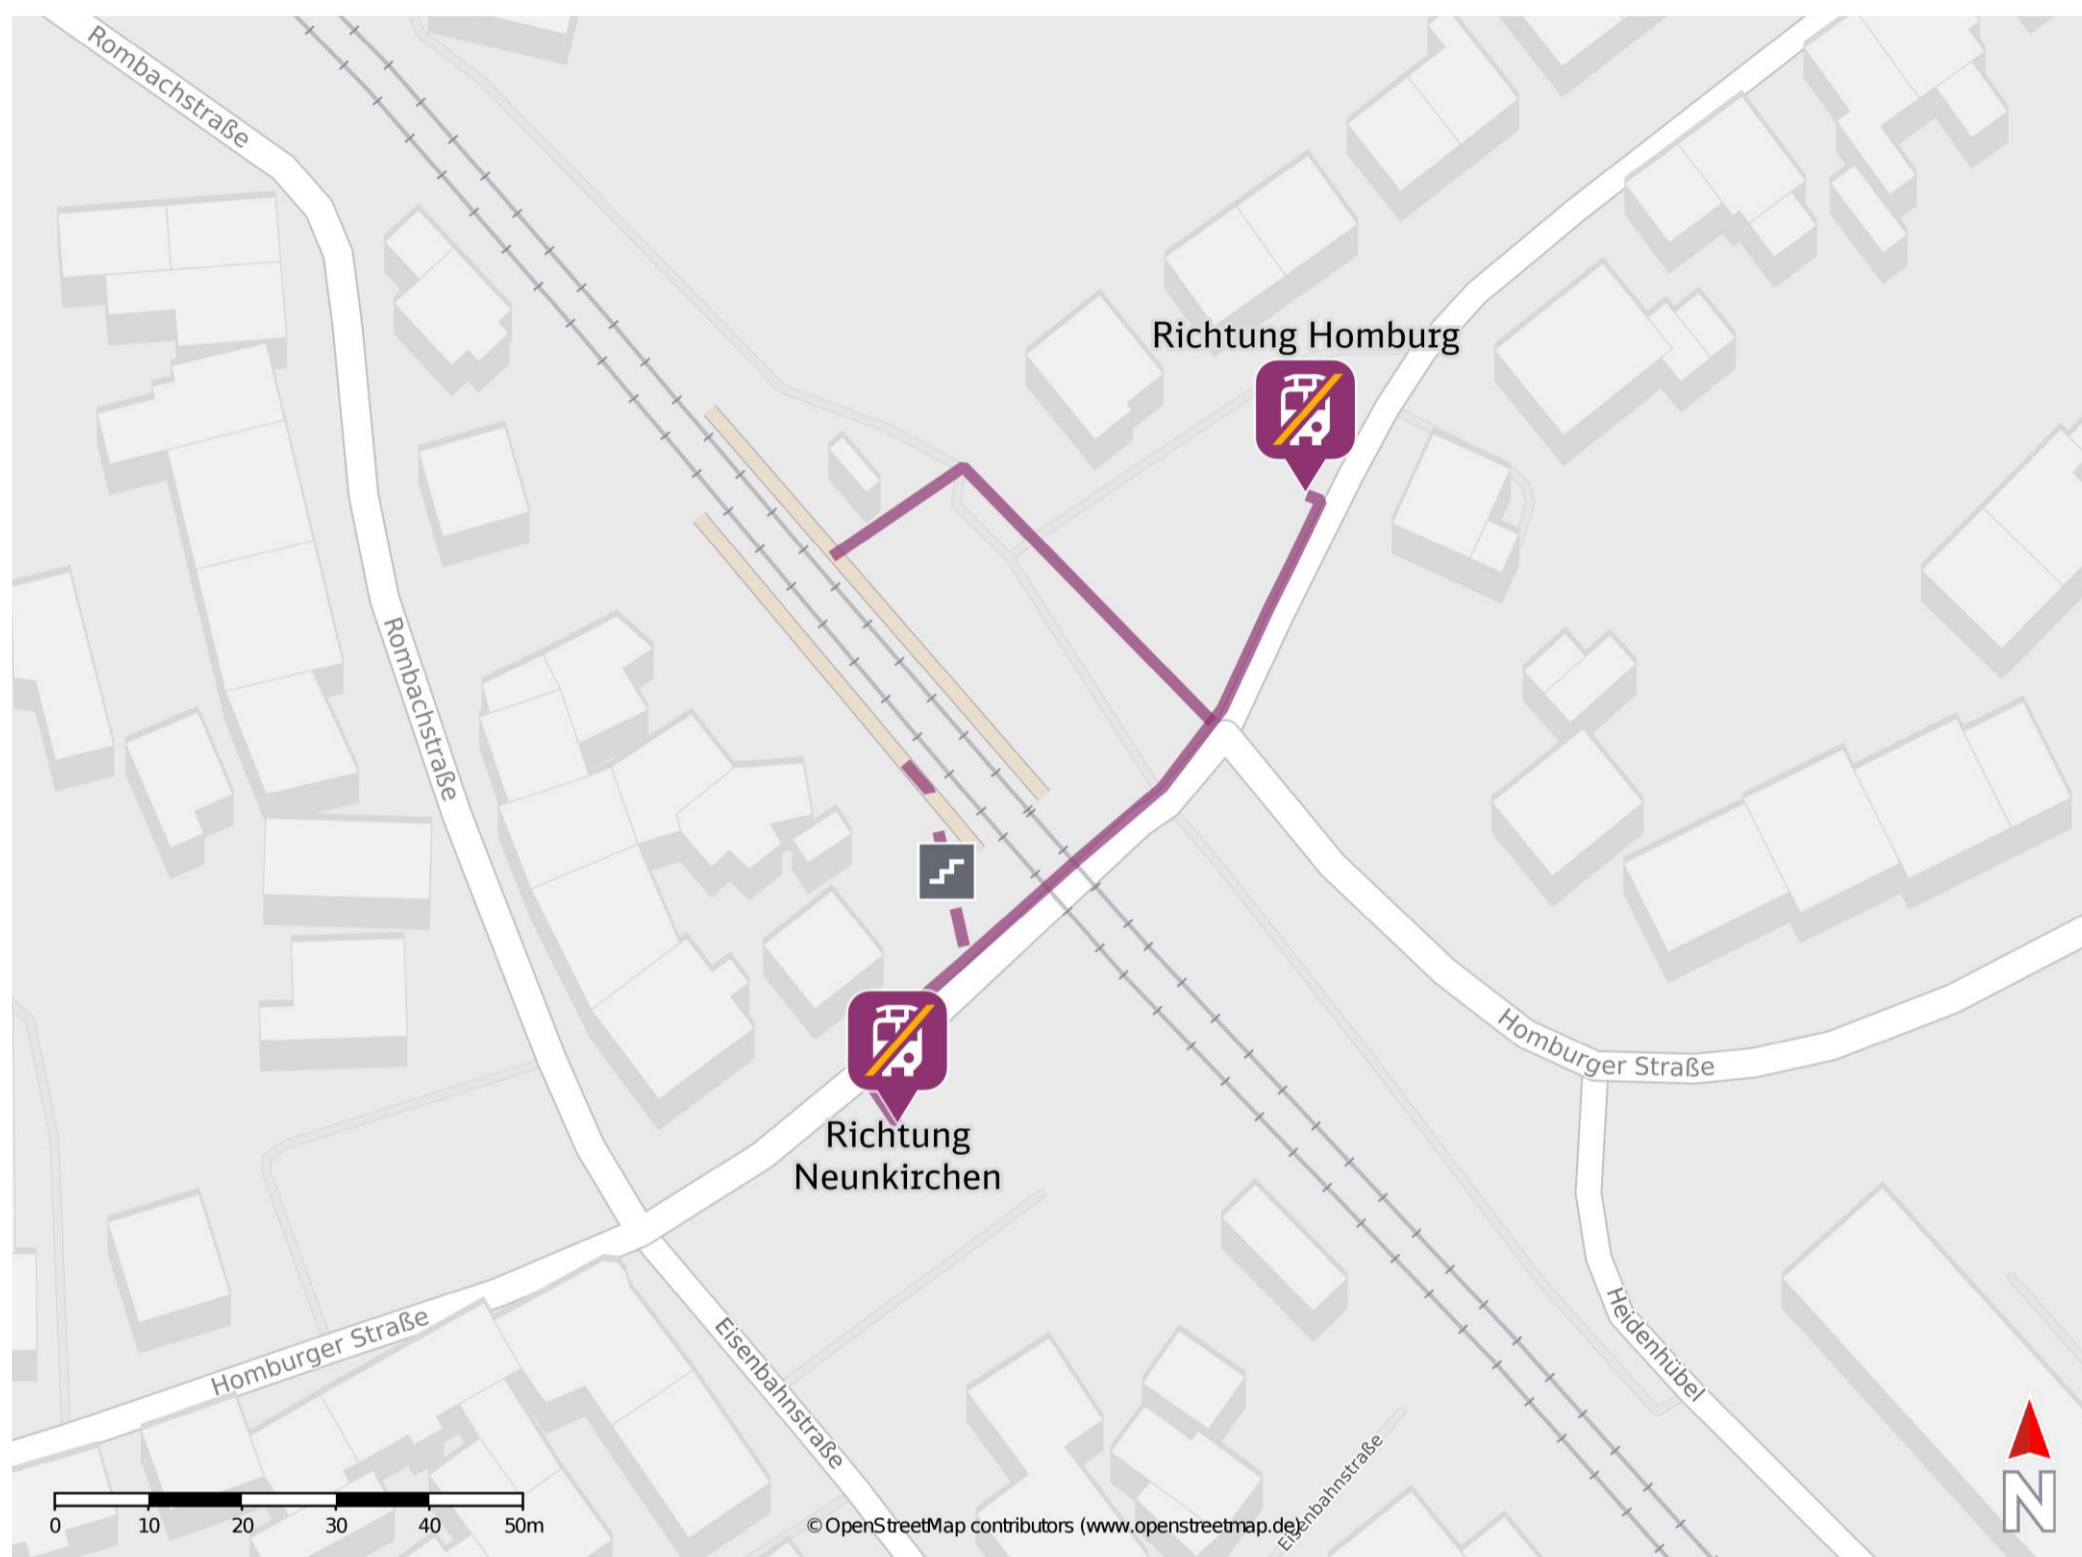 Rombachstraße
Richtung Homburg
Rombachstraße
Richtung
Neunkirchen
Homburger Straße
Homburger Straße
Eisenbahnstraße
Heidenhübel
Eisenbahnstraße
N
0 10 20 30 40 50m
© OpenStreetMap contributors (www.openstreetmap.de)